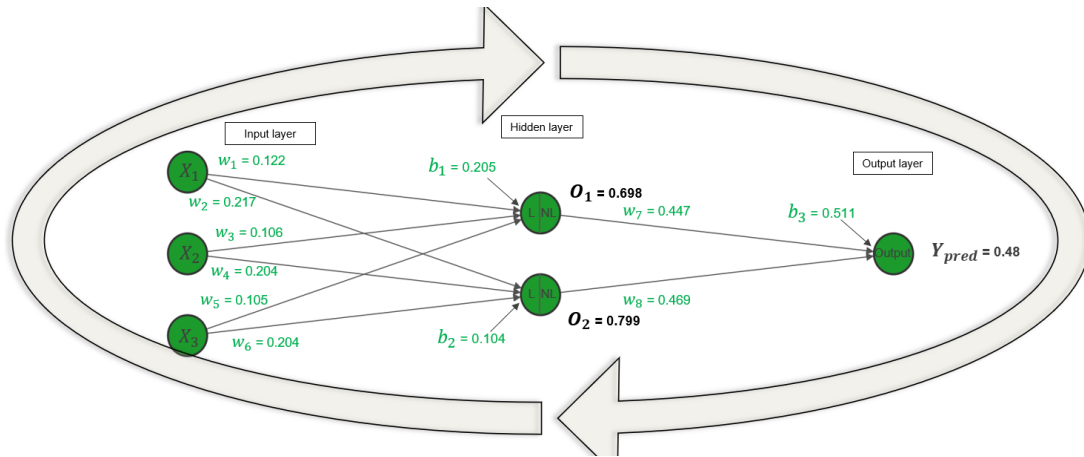 Input layer
Hidden layer
Output layer
X₁
w₁ = 0.122
w₂ = 0.217
w₃ = 0.106
X₂
w₄ = 0.204
w₅ = 0.105
X₃
w₆ = 0.204
b₁ = 0.205
L NL
O₁ = 0.698
L NL
O₂ = 0.799
b₂ = 0.104
w₇ = 0.447
w₈ = 0.469
b₃ = 0.511
Output
Y_pred = 0.48